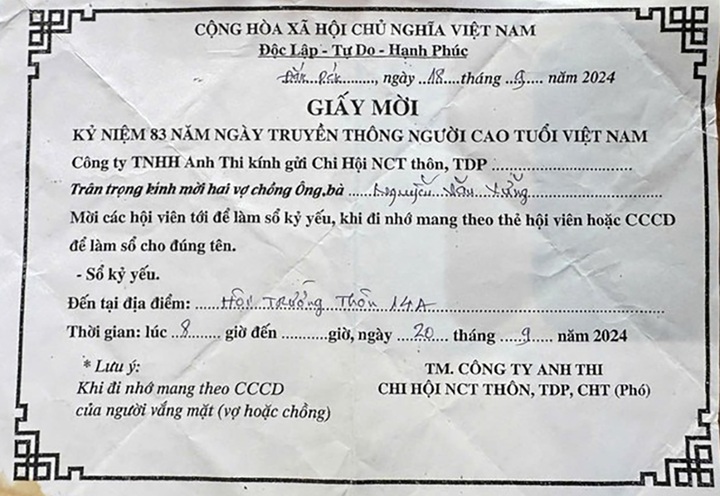 CỘNG HÒA XÃ HỘI CHỦ NGHĨA VIỆT NAM
Độc Lập - Tự Do - Hạnh Phúc
..............., ngày ..18....tháng ..9.... năm 2024
GIẤY MỜI
KỶ NIỆM 83 NĂM NGÀY TRUYỀN THỐNG NGƯỜI CAO TUỔI VIỆT NAM
Công ty TNHH Anh Thi kính gửi Chi Hội NCT thôn, TDP ..............................
Trân trọng kính mời hai vợ chồng Ông,bà .....Nguyễn Văn..........................
Mời các hội viên tới để làm sổ kỷ yếu, khi đi nhớ mang theo thẻ hội viên hoặc CCCD
để làm sổ cho đúng tên.
- Sổ kỷ yếu.
Đến tại địa điểm: .....Hội Trường Thôn 14A..........................................
Thời gian: lúc ..8....... giờ đến ...........giờ, ngày ...20.... tháng ...9.... năm 2024
* Lưu ý:
Khi đi nhớ mang theo CCCD
của người vắng mặt (vợ hoặc chồng)
TM. CÔNG TY ANH THI
CHI HỘI NCT THÔN, TDP, CHT (Phó)